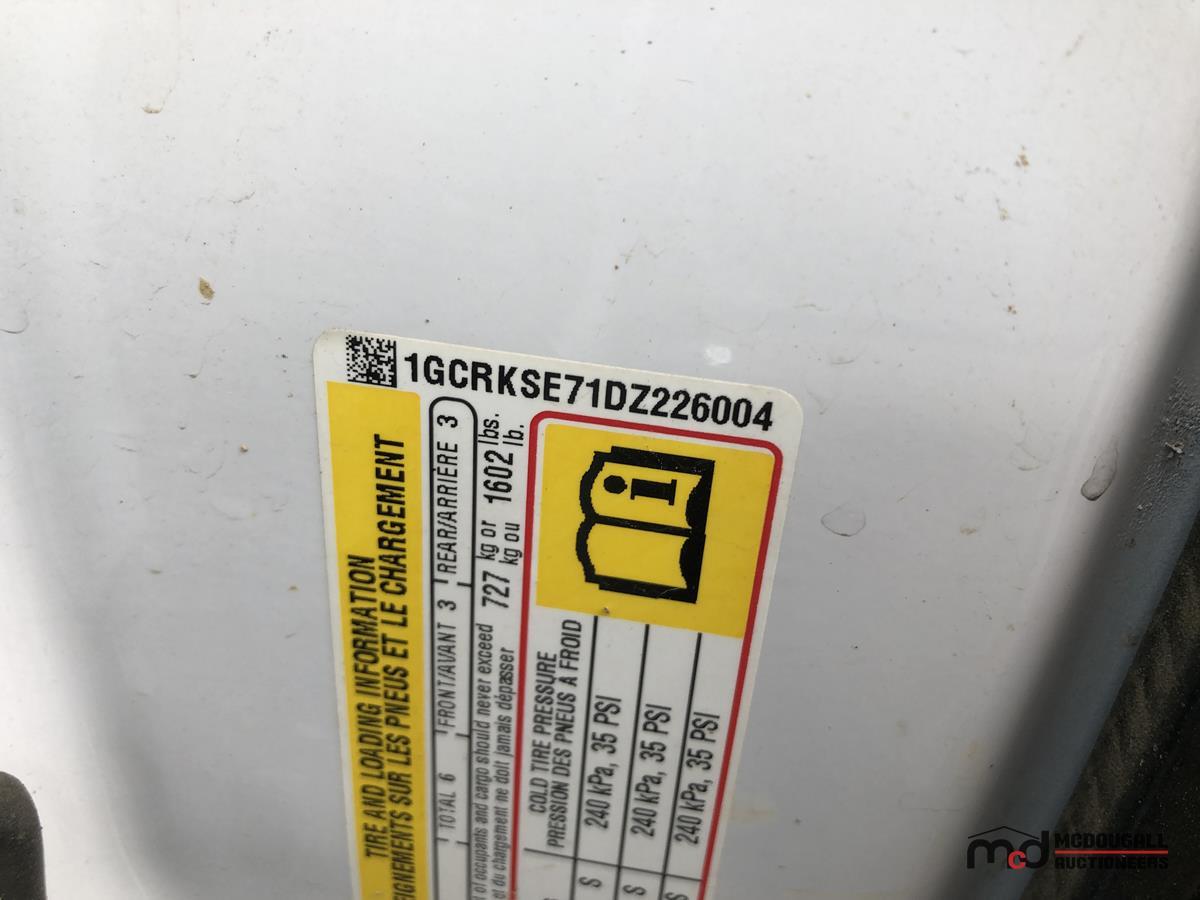 1GCRKSE71DZ226004
TIRE AND LOADING INFORMATION
SUR LES PNEUS ET LE CHARGEMENT
TOTAL 6 FRONT/AVANT 3 REAR/ARRIÈRE 3
occupants and cargo should never exceed 727 kg or 1602 lbs.
et du chargement ne doit jamais dépasser kg ou lb.
COLD TIRE PRESSURE
PRESSION DES PNEUS À FROID
S 240 kPa, 35 PSI
S 240 kPa, 35 PSI
S 240 kPa, 35 PSI
i
mcd MCDOUGALL
AUCTIONEERS